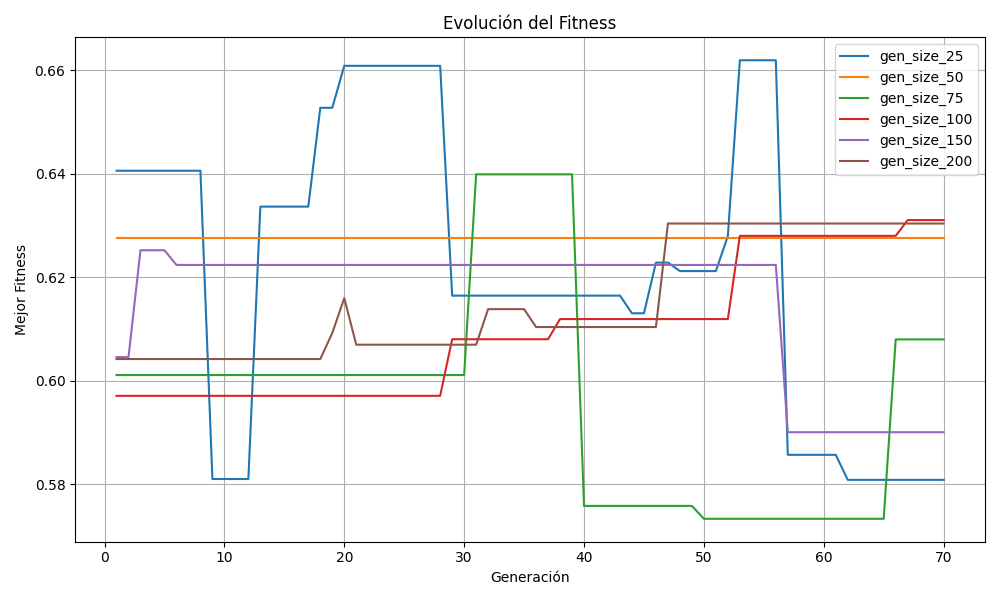 Evolución del Fitness
Mejor Fitness
0.66
0.64
0.62
0.60
0.58
gen_size_25
gen_size_50
gen_size_75
gen_size_100
gen_size_150
gen_size_200
0 10 20 30 40 50 60 70
Generación